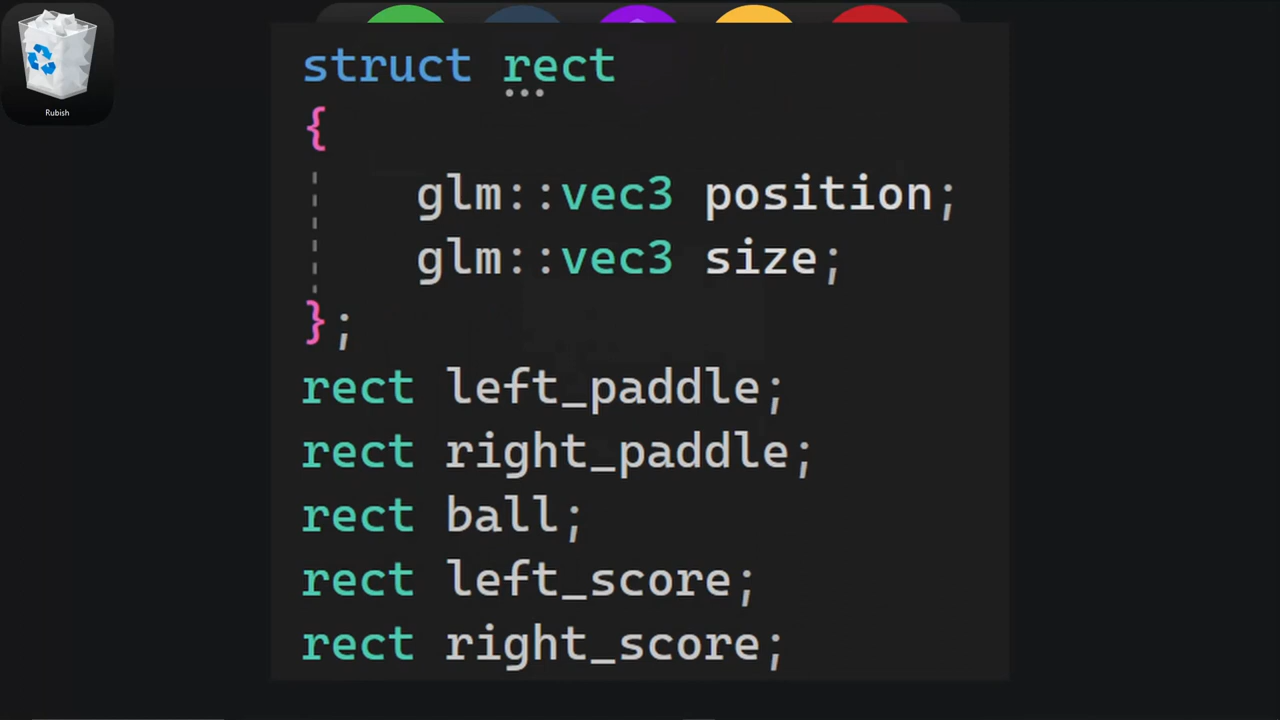 Rubish
struct rect
{
glm::vec3 position;
glm::vec3 size;
};
rect left_paddle;
rect right_paddle;
rect ball;
rect left_score;
rect right_score;